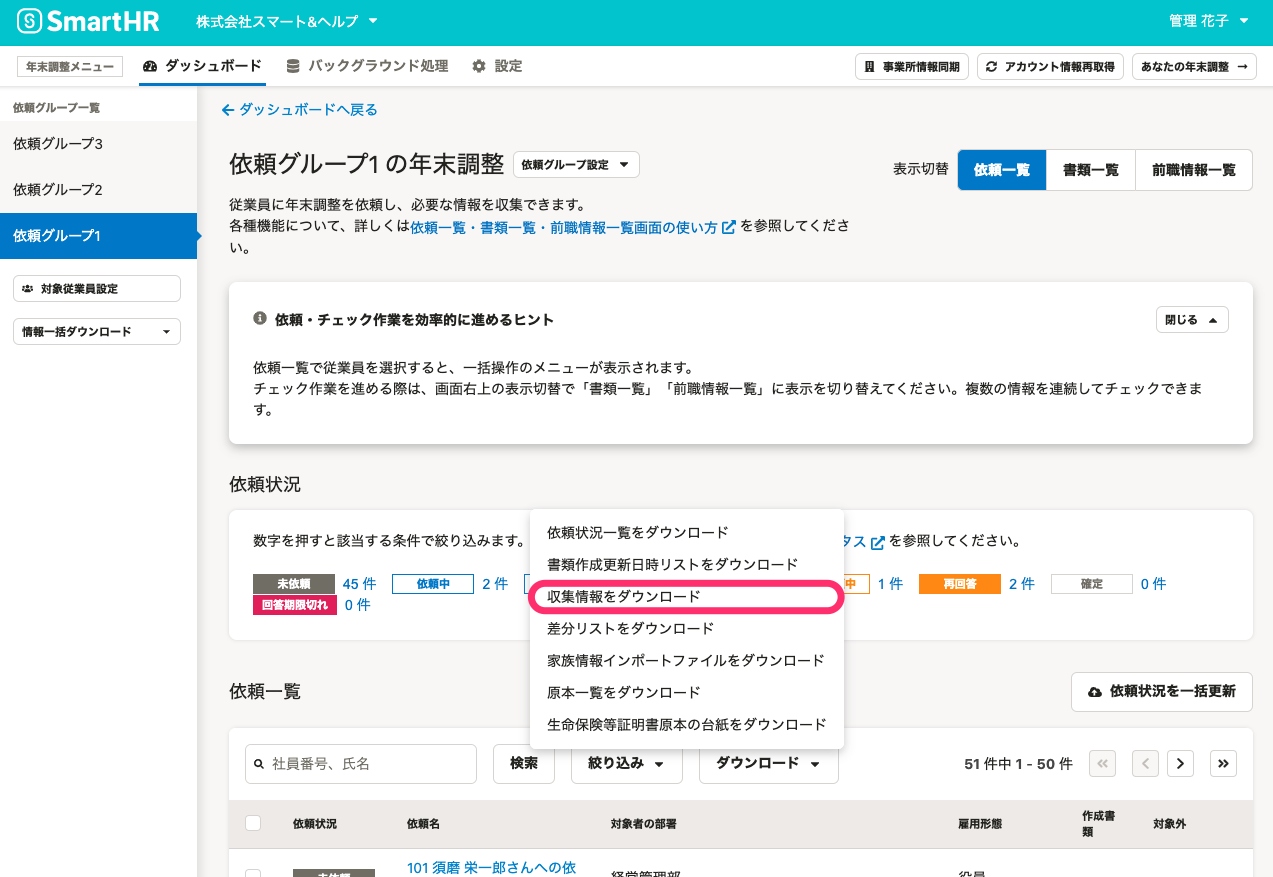 SmartHR
株式会社スマート&ヘルプ
管理 花子
年末調整メニュー
ダッシュボード
バックグラウンド処理
設定
事業所情報同期
アカウント情報再取得
あなたの年末調整
依頼グループ一覧
依頼グループ3
依頼グループ2
依頼グループ1
対象従業員設定
情報一括ダウンロード
ダッシュボードへ戻る
依頼グループ1 の年末調整
依頼グループ設定
表示切替
依頼一覧
書類一覧
前職情報一覧
従業員に年末調整を依頼し、必要な情報を収集できます。
各種機能について、詳しくは依頼一覧・書類一覧・前職情報一覧画面の使い方 を参照してくださ
い。
依頼・チェック作業を効率的に進めるヒント
閉じる
依頼一覧で従業員を選択すると、一括操作のメニューが表示されます。
チェック作業を進める際は、画面右上の表示切替で「書類一覧」「前職情報一覧」に表示を切り替えてください。複数の情報を連続してチェックできま
す。
依頼状況
数字を押すと該当する条件で絞り込みます。
タス を参照してください。
未依頼 45 件
依頼中 2 件
中 1 件
再回答 2 件
確定 0 件
回答期限切れ 0 件
依頼状況一覧をダウンロード
書類作成更新日時リストをダウンロード
収集情報をダウンロード
差分リストをダウンロード
家族情報インポートファイルをダウンロード
原本一覧をダウンロード
生命保険等証明書原本の台紙をダウンロード
依頼一覧
依頼状況を一括更新
社員番号、氏名
検索
絞り込み
ダウンロード
51 件中 1 - 50 件
依頼状況
依頼名
対象者の部署
雇用形態
作成書
類
対象外
未依頼
101 須磨 栄一郎さんへの依
経営管理部
役員